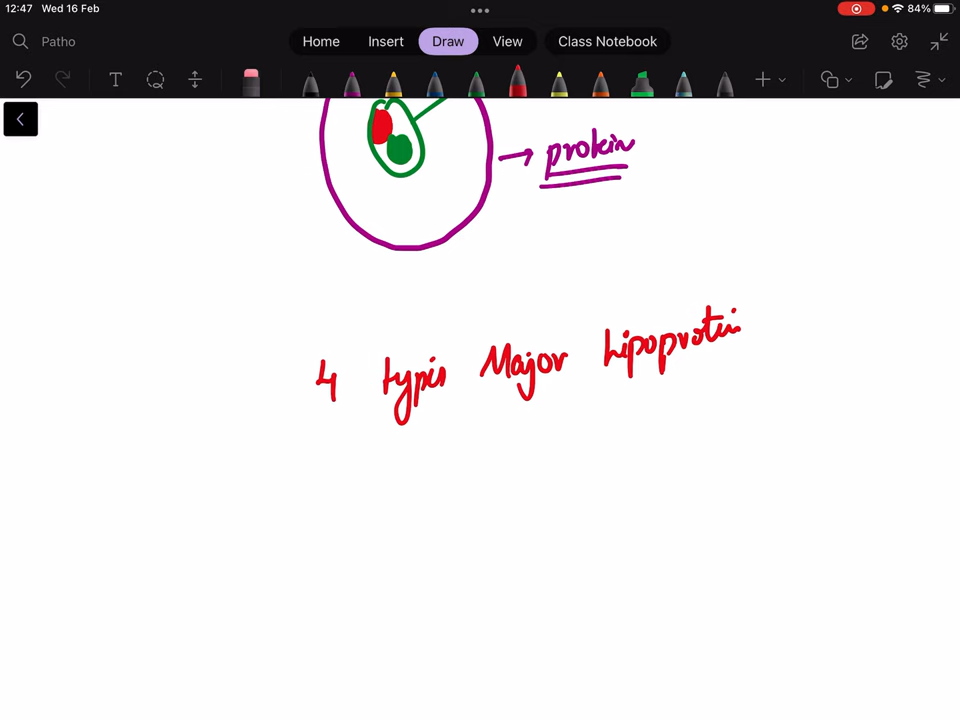 12:47 Wed 16 Feb 84%
Patho Home Insert Draw View Class Notebook
T
→ protein
4 types Major Lipoprotein